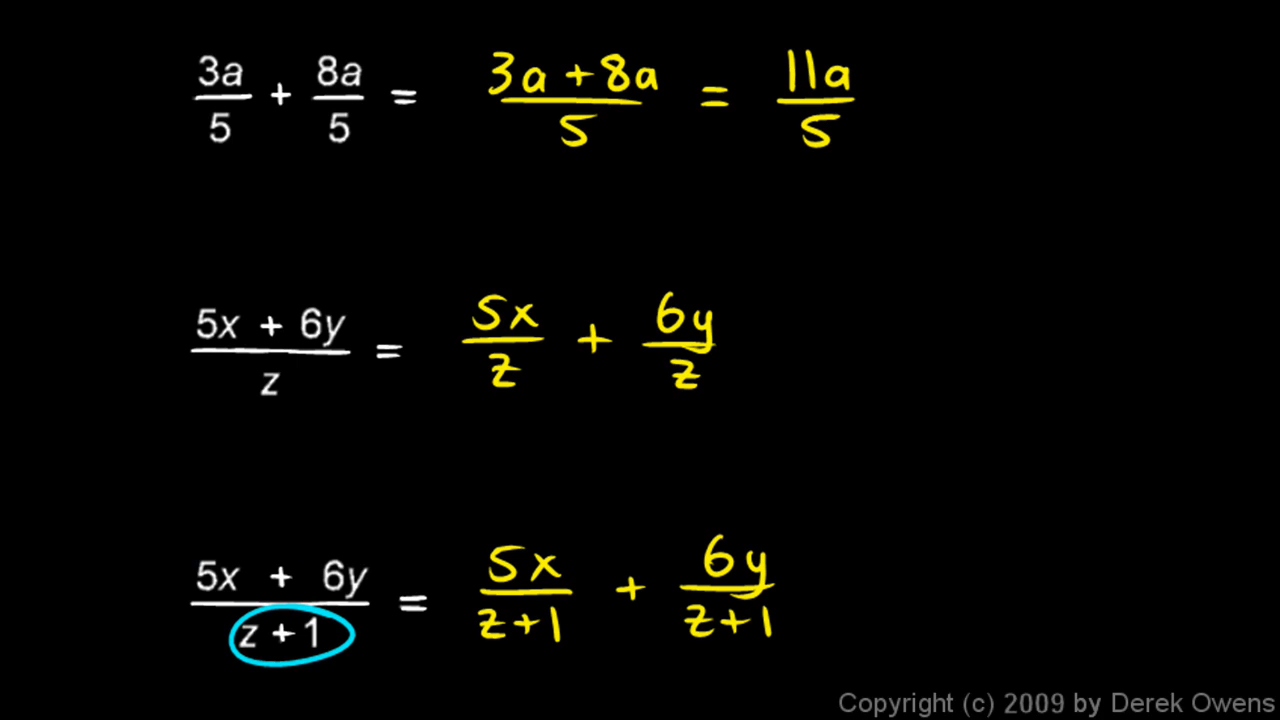 3a/5 + 8a/5 = 3a + 8a/5 = 11a/5
5x + 6y/z = 5x/z + 6y/z
5x + 6y/z + 1 = 5x/z + 1 + 6y/z + 1
Copyright (c) 2009 by Derek Owens